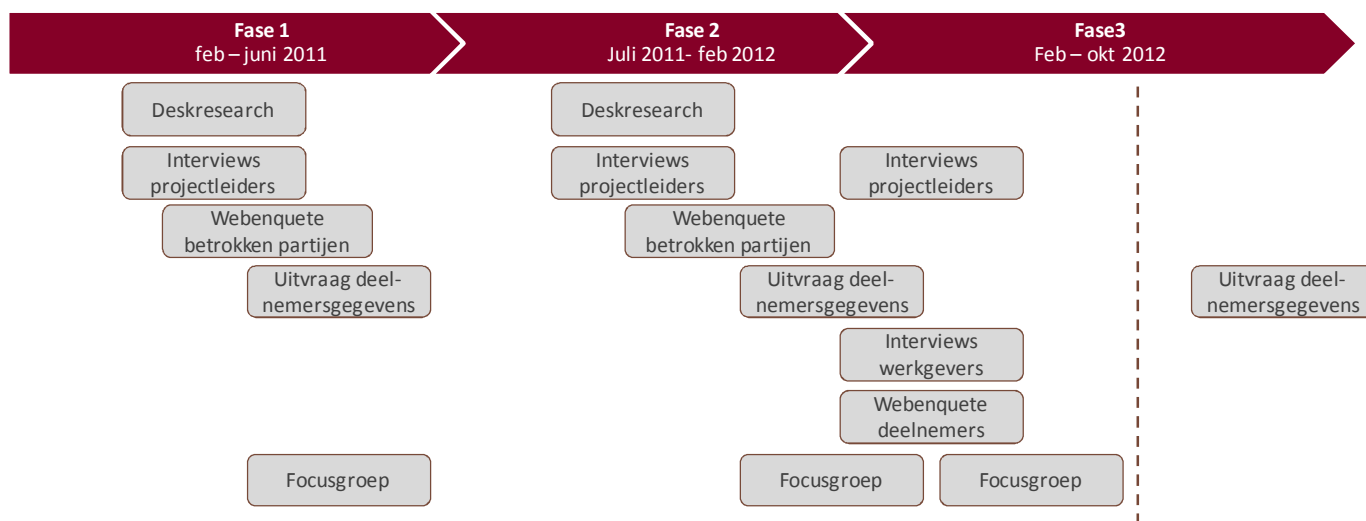 Fase 1
feb – juni 2011
Fase 2
Juli 2011- feb 2012
Fase3
Feb – okt 2012
Deskresearch
Deskresearch
Interviews
projectleiders
Interviews
projectleiders
Interviews
projectleiders
Webenquete
betrokken partijen
Webenquete
betrokken partijen
Uitvraag deel-
nemersgegevens
Uitvraag deel-
nemersgegevens
Uitvraag deel-
nemersgegevens
Interviews
werkgevers
Webenquete
deelnemers
Focusgroep
Focusgroep
Focusgroep